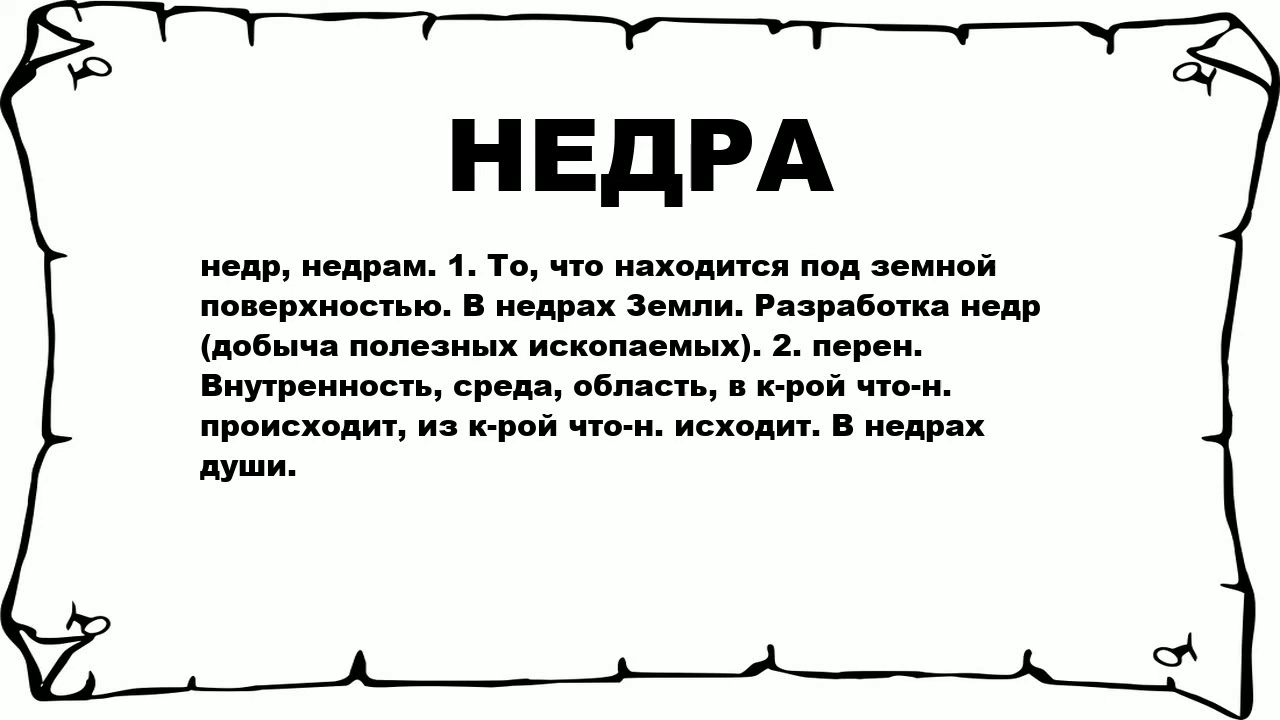 НЕДРА
недр, недрам. 1. То, что находится под земной
поверхностью. В недрах Земли. Разработка недр
(добыча полезных ископаемых). 2. перен.
Внутренность, среда, область, в к-рой что-н.
происходит, из к-рой что-н. исходит. В недрах
души.